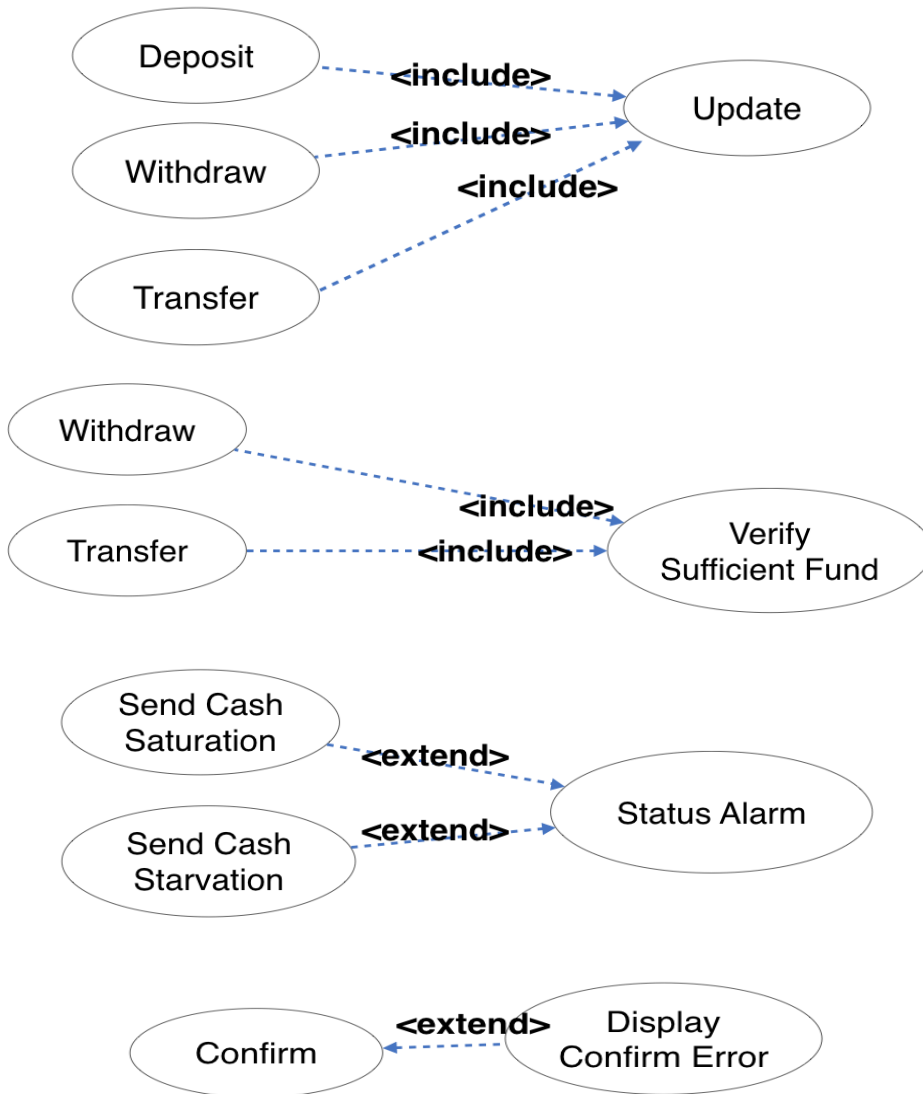 Deposit
<include>
Update
<include>
Withdraw
<include>
Transfer
Withdraw
<include>
Verify
Sufficient Fund
Transfer
<include>
Send Cash
Saturation
<extend>
Status Alarm
<extend>
Send Cash
Starvation
<extend>
Display
Confirm Error
Confirm